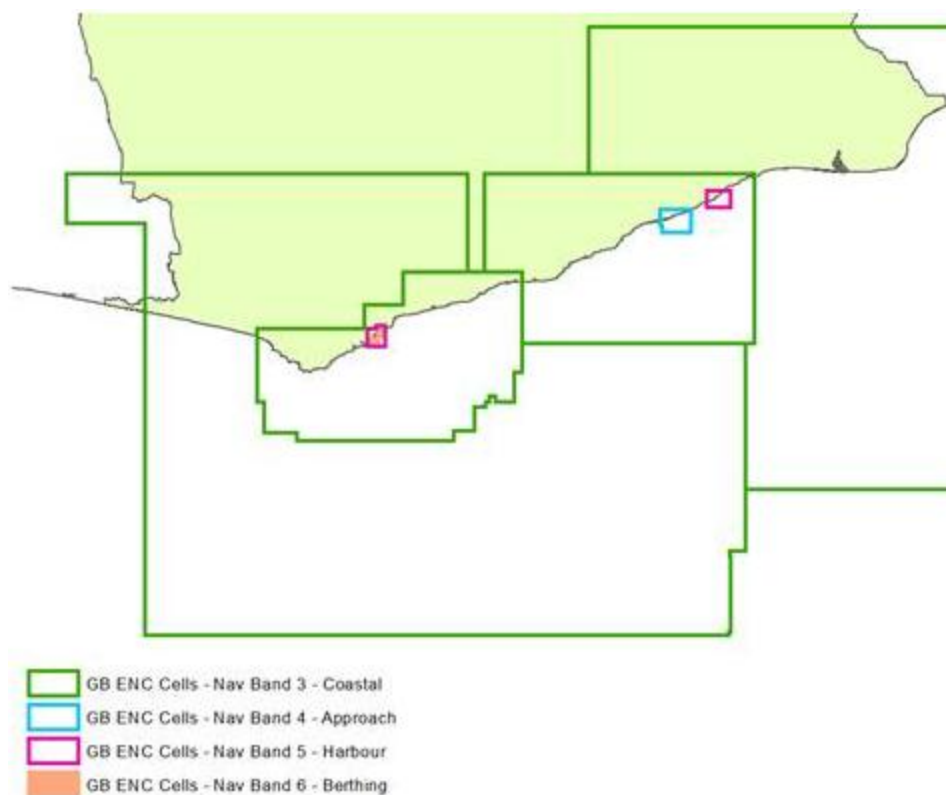 GB ENC Cells - Nav Band 3 - Coastal
GB ENC Cells - Nav Band 4 - Approach
GB ENC Cells - Nav Band 5 - Harbour
GB ENC Cells - Nav Band 6 - Berthing